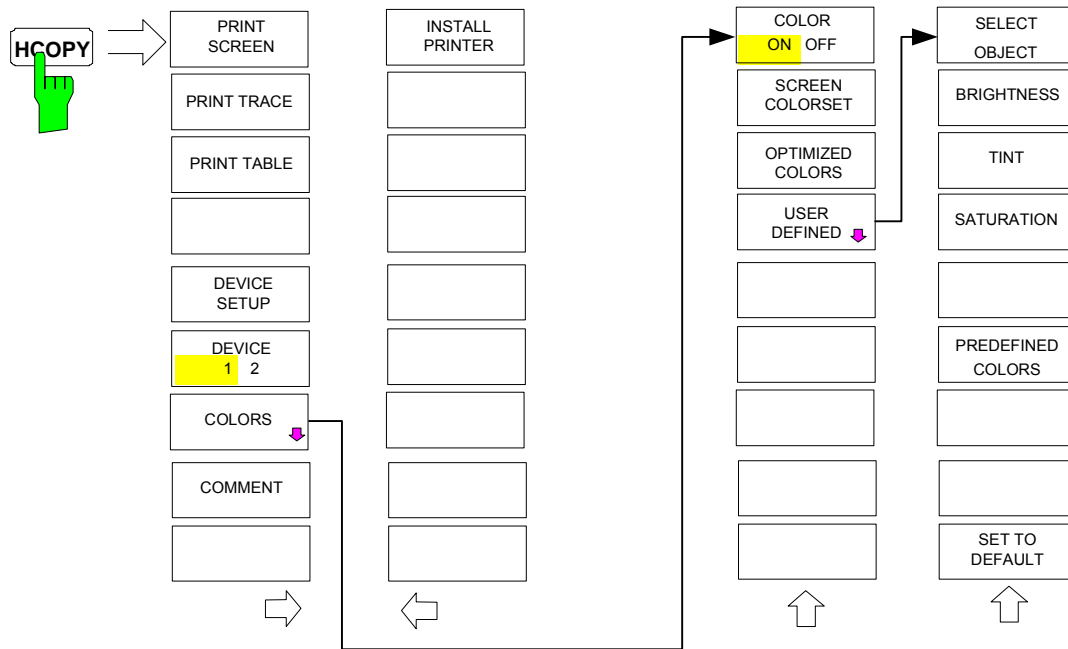 HCOPY
PRINT
SCREEN
PRINT TRACE
PRINT TABLE
DEVICE
SETUP
DEVICE
1 2
COLORS
COMMENT
INSTALL
PRINTER
COLOR
ON OFF
SCREEN
COLORSET
OPTIMIZED
COLORS
USER
DEFINED
SELECT
OBJECT
BRIGHTNESS
TINT
SATURATION
PREDEFINED
COLORS
SET TO
DEFAULT